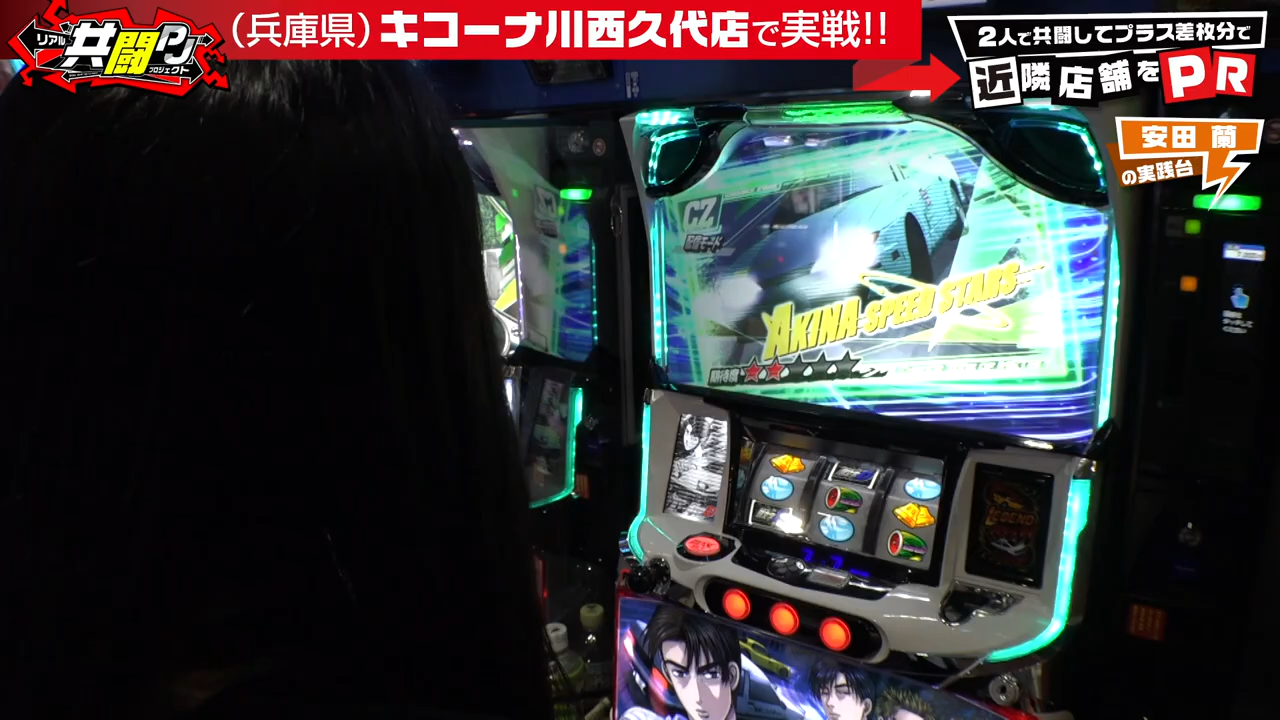 リアル共闘PJ
プロジェクト
(兵庫県)キコーナ川西久代店で実戦!!
2人で共闘してプラス差枚分で
近隣店舗をPR
安田 蘭
の実践台
CZ
AKINA SPEED STARS
期待度
LEGEND